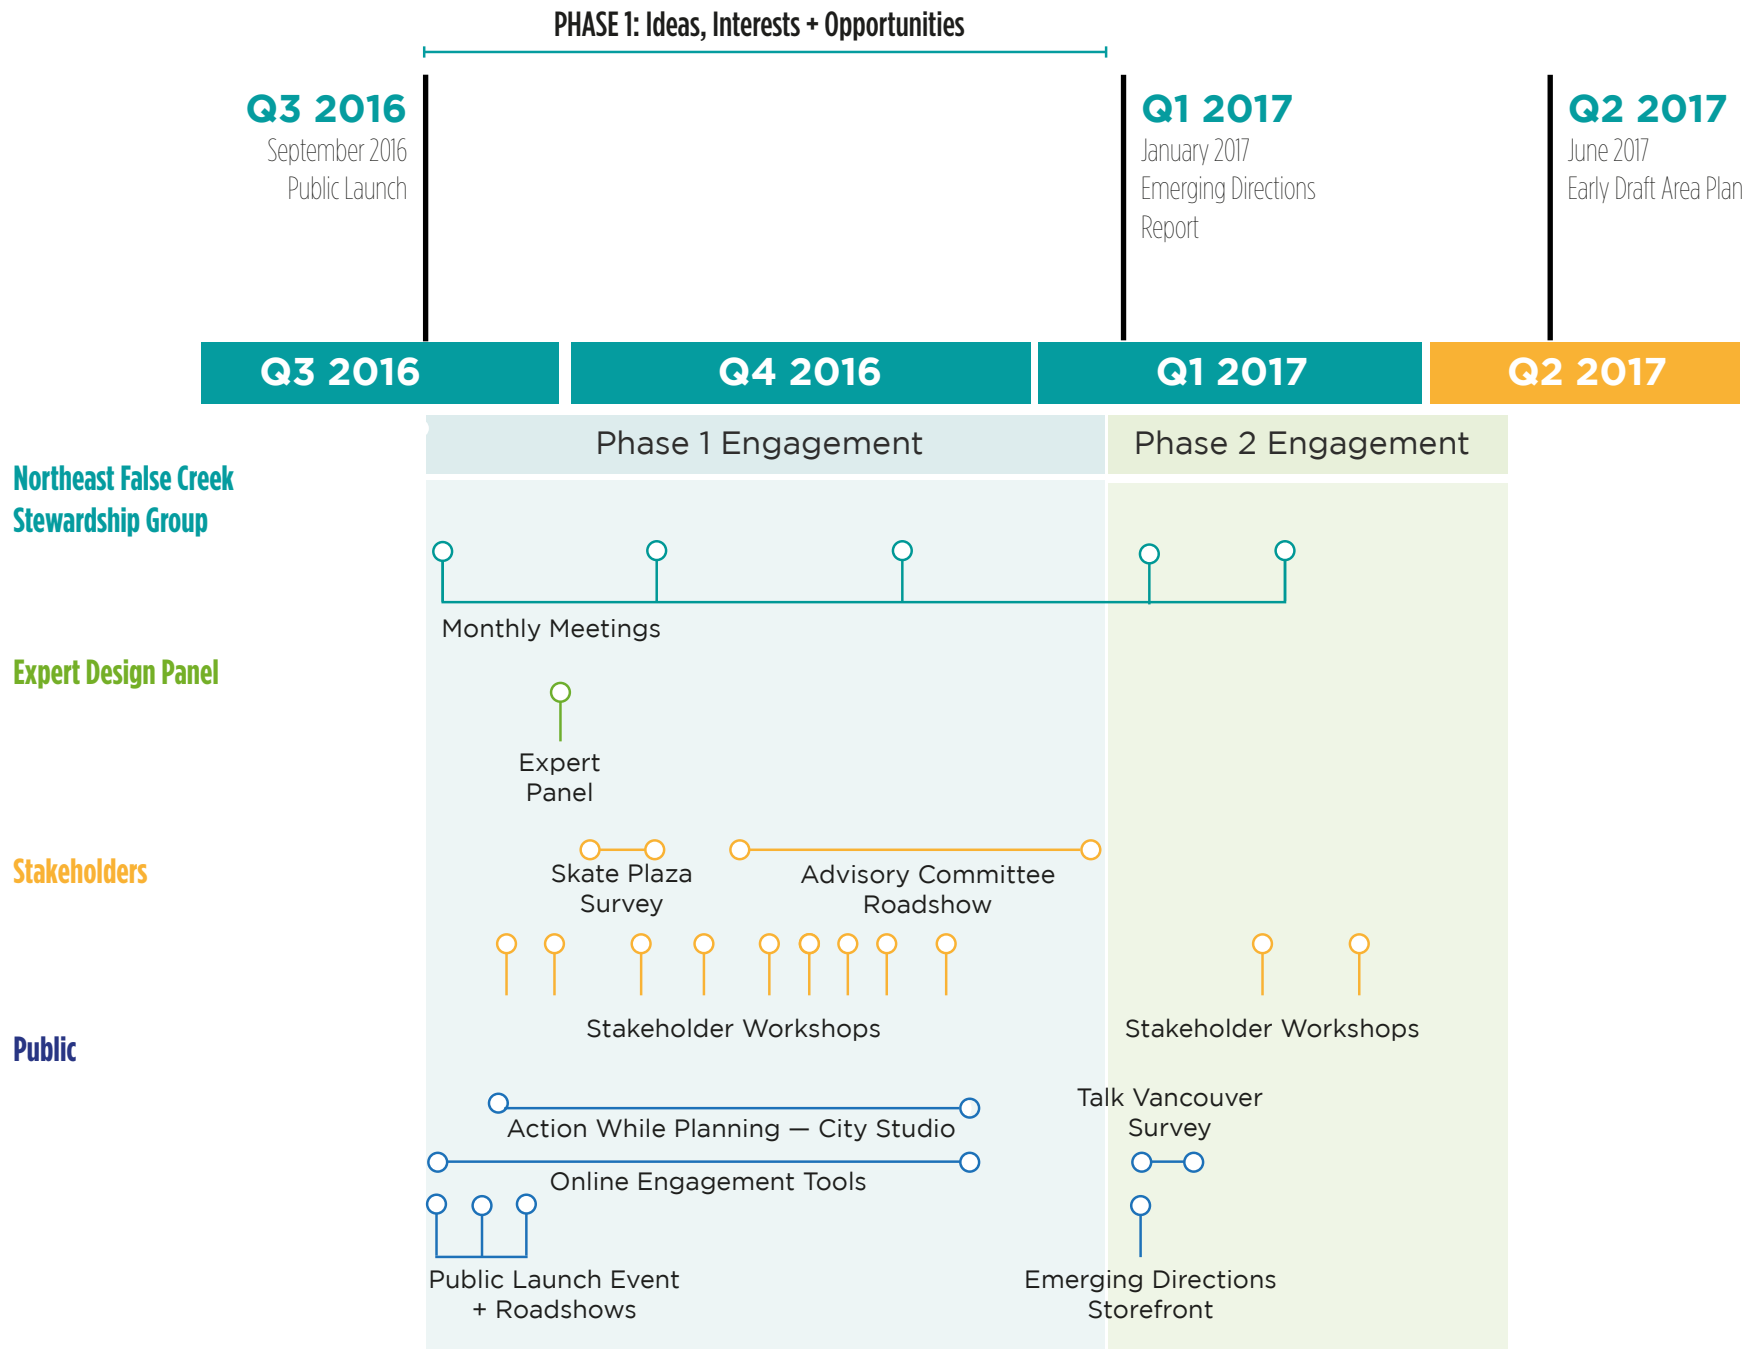 PHASE 1: Ideas, Interests + Opportunities
Q3 2016
September 2016
Public Launch
Q1 2017
January 2017
Emerging Directions
Report
Q2 2017
June 2017
Early Draft Area Plan
Q3 2016
Q4 2016
Q1 2017
Q2 2017
Phase 1 Engagement
Phase 2 Engagement
Northeast False Creek
Stewardship Group
Monthly Meetings
Expert Design Panel
Expert
Panel
Stakeholders
Skate Plaza
Survey
Advisory Committee
Roadshow
Stakeholder Workshops
Stakeholder Workshops
Public
Talk Vancouver
Survey
Action While Planning — City Studio
Online Engagement Tools
Public Launch Event
+ Roadshows
Emerging Directions
Storefront